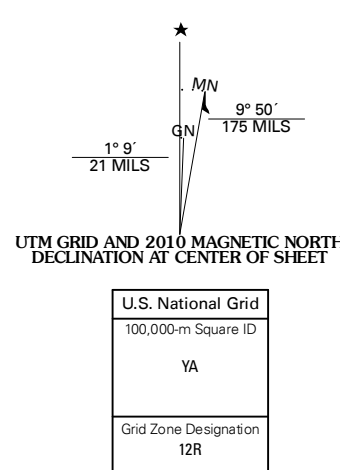 MN
9° 50´
175 MILS
GN
1° 9´
21 MILS
UTM GRID AND 2010 MAGNETIC NORTH
DECLINATION AT CENTER OF SHEET
U.S. National Grid
100,000-m Square ID
YA
Grid Zone Designation
12R